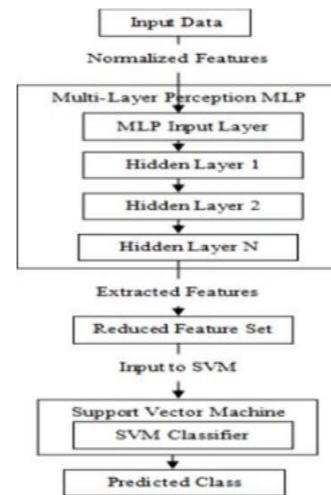 Input Data
Normalized Features
Multi-Layer Perception MLP
MLP Input Layer
Hidden Layer 1
Hidden Layer 2
Hidden Layer N
Extracted Features
Reduced Feature Set
Input to SVM
Support Vector Machine
SVM Classifier
Predicted Class